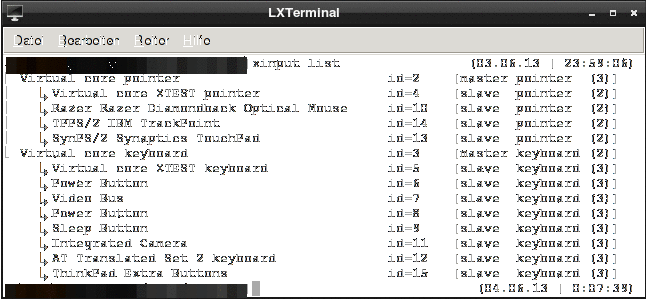 LXTerminal
Datei Bearbeiten Reiter Hilfe
xinput list (03.06.13 | 23:58:06)
Virtual core pointer id=2 [master pointer (3)]
↳ Virtual core XTEST pointer id=4 [slave pointer (2)]
↳ Razer Razer Diamondback Optical Mouse id=10 [slave pointer (2)]
↳ TPPS/2 IBM TrackPoint id=14 [slave pointer (2)]
↳ SynPS/2 Synaptics TouchPad id=13 [slave pointer (2)]
Virtual core keyboard id=3 [master keyboard (2)]
↳ Virtual core XTEST keyboard id=5 [slave keyboard (3)]
↳ Power Button id=6 [slave keyboard (3)]
↳ Video Bus id=7 [slave keyboard (3)]
↳ Power Button id=8 [slave keyboard (3)]
↳ Sleep Button id=9 [slave keyboard (3)]
↳ Integrated Camera id=11 [slave keyboard (3)]
↳ AT Translated Set 2 keyboard id=12 [slave keyboard (3)]
↳ ThinkPad Extra Buttons id=15 [slave keyboard (3)]
(04.06.13 | 0:07:39)